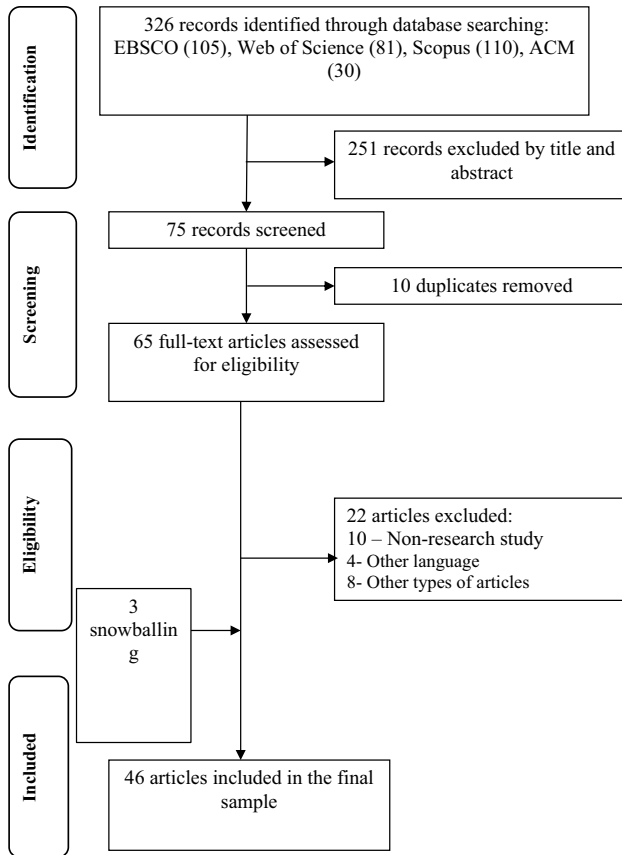 Identification
326 records identified through database searching:
EBSCO (105), Web of Science (81), Scopus (110), ACM
(30)
251 records excluded by title and
abstract
Screening
75 records screened
10 duplicates removed
65 full-text articles assessed
for eligibility
Eligibility
22 articles excluded:
10 – Non-research study
4- Other language
8- Other types of articles
3
snowballin
g
Included
46 articles included in the final
sample